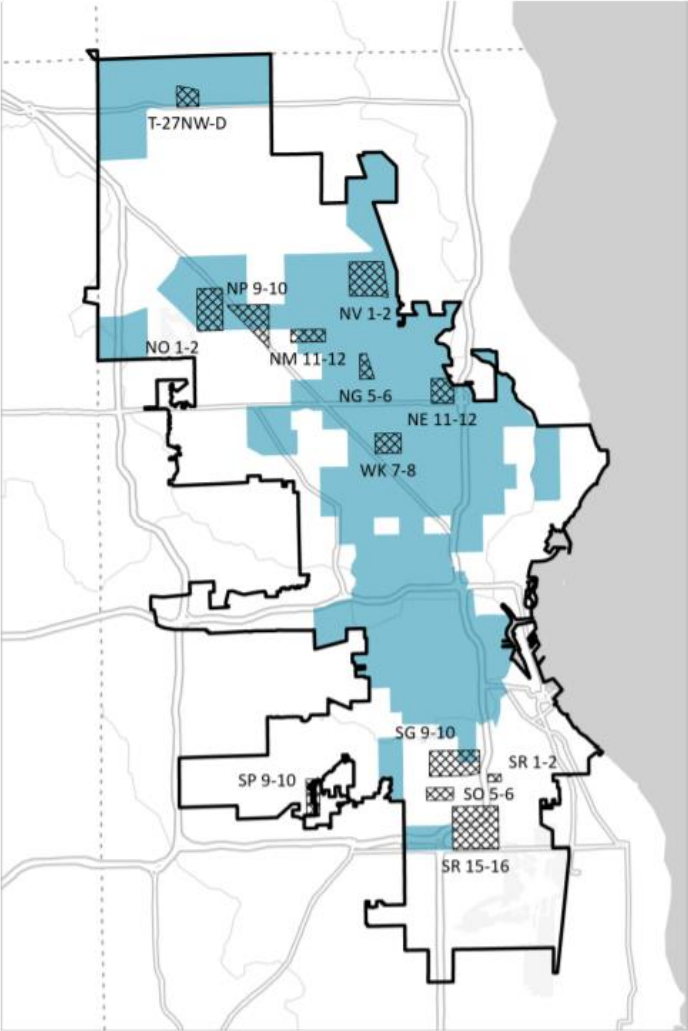 T-27NW-D
NP 9-10
NV 1-2
NO 1-2
NM 11-12
NG 5-6
NE 11-12
WK 7-8
SG 9-10
SR 1-2
SP 9-10
SO 5-6
SR 15-16